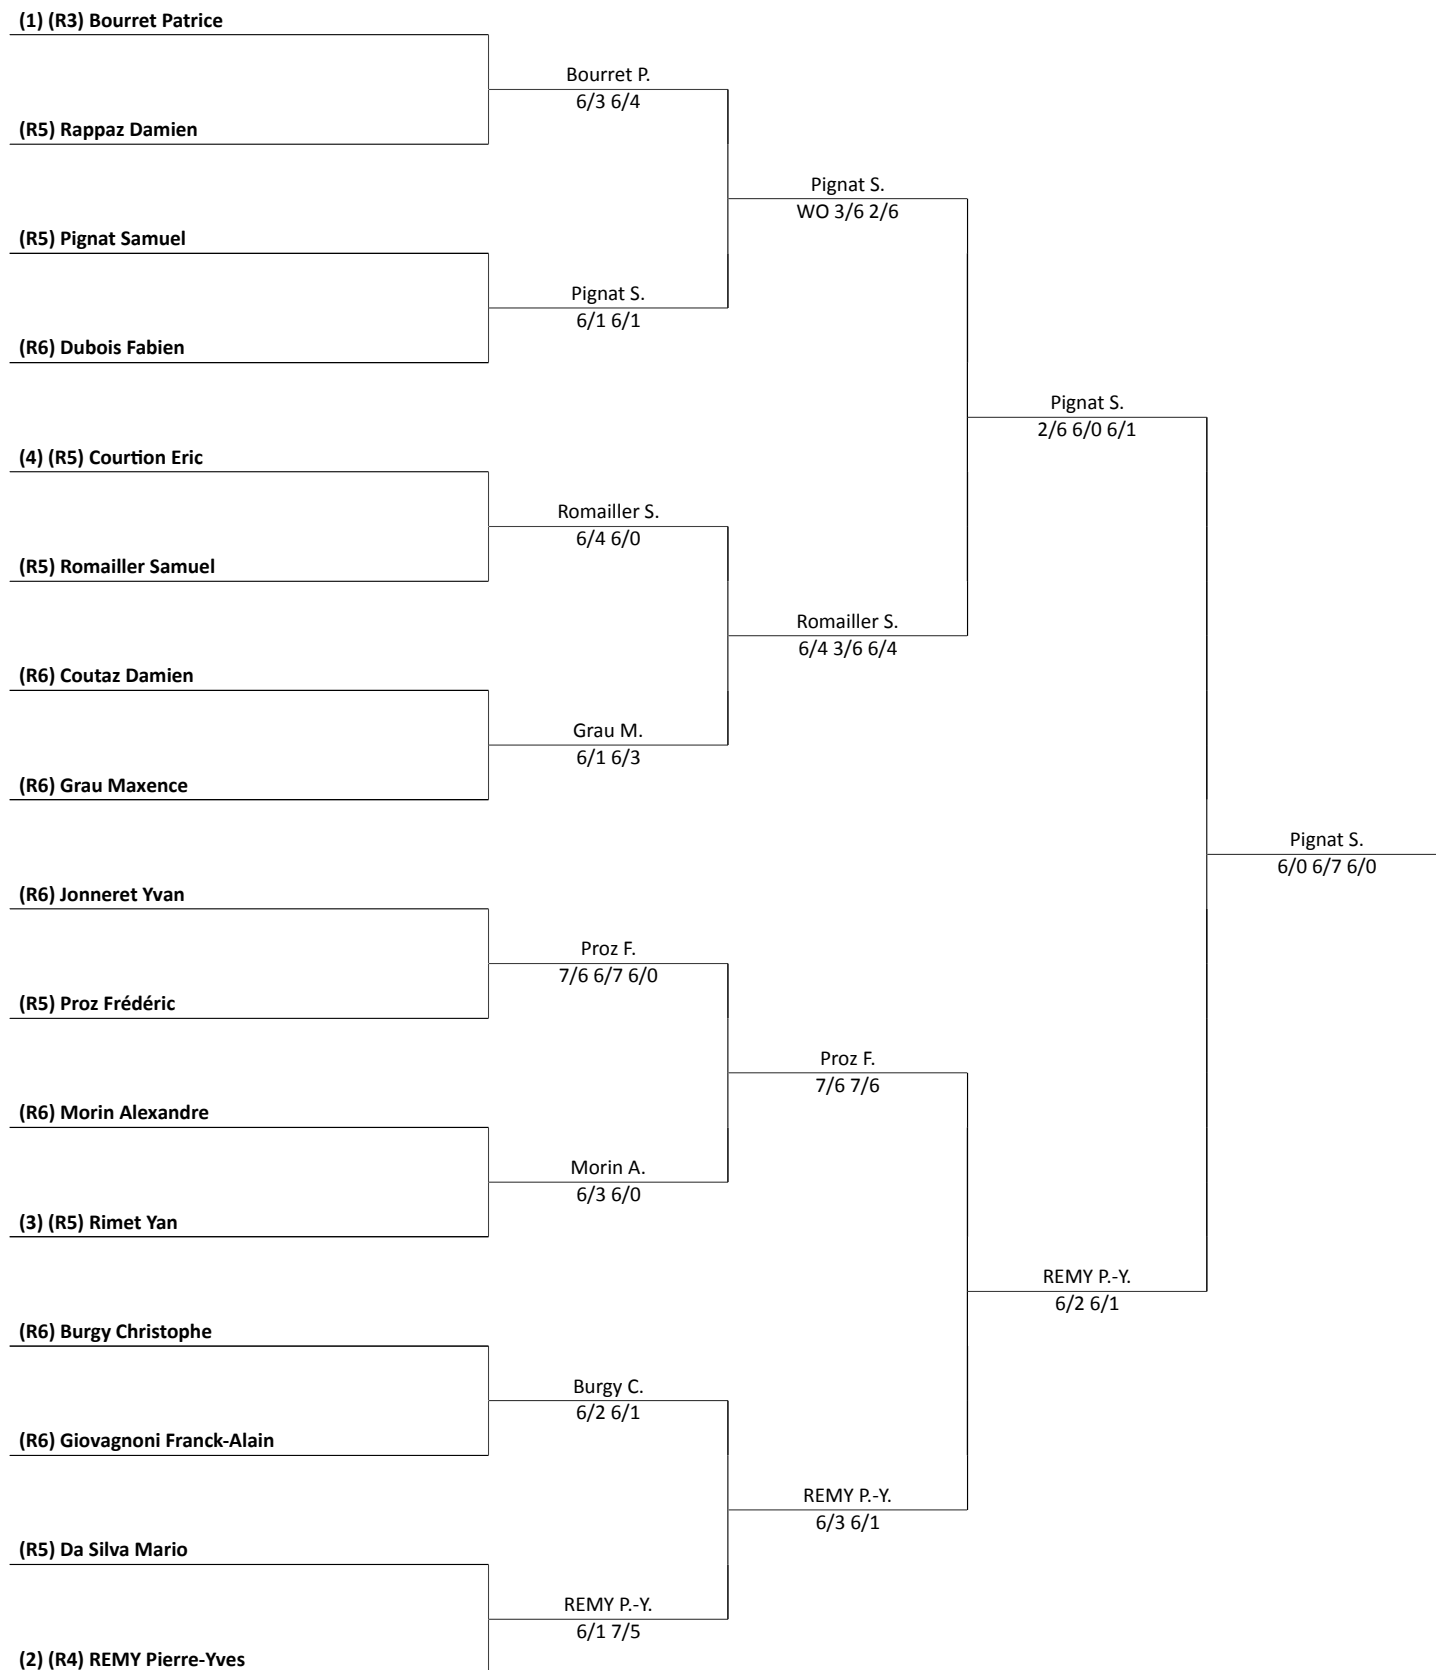 (1) (R3) Bourret Patrice
Bourret P.
6/3 6/4
(R5) Rappaz Damien
Pignat S.
WO 3/6 2/6
(R5) Pignat Samuel
Pignat S.
6/1 6/1
(R6) Dubois Fabien
Pignat S.
2/6 6/0 6/1
(4) (R5) Courtion Eric
Romailler S.
6/4 6/0
(R5) Romailler Samuel
Romailler S.
6/4 3/6 6/4
(R6) Coutaz Damien
Grau M.
6/1 6/3
(R6) Grau Maxence
Pignat S.
6/0 6/7 6/0
(R6) Jonneret Yvan
Proz F.
7/6 6/7 6/0
(R5) Proz Frédéric
Proz F.
7/6 7/6
(R6) Morin Alexandre
Morin A.
6/3 6/0
(3) (R5) Rimet Yan
REMY P.-Y.
6/2 6/1
(R6) Burgy Christophe
Burgy C.
6/2 6/1
(R6) Giovagnoni Franck-Alain
REMY P.-Y.
6/3 6/1
(R5) Da Silva Mario
REMY P.-Y.
6/1 7/5
(2) (R4) REMY Pierre-Yves